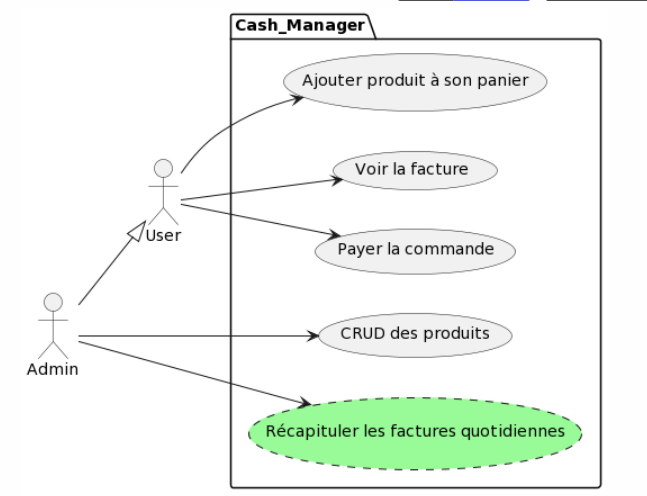 Cash_Manager
Ajouter produit à son panier
Voir la facture
User
Payer la commande
CRUD des produits
Admin
Récapituler les factures quotidiennes